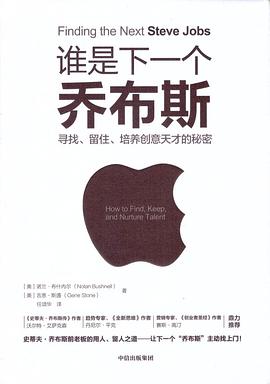 Finding the Next Steve Jobs
谁是下一个
乔布斯
寻找、留住、培养创意天才的秘密
How to Find, Keep,
and Nurture Talent
[美] 诺兰·布什内尔（Nolan Bushnell）
[美] 吉恩·斯通（Gene Stone） 著
任颂华 译
《史蒂夫·乔布斯传》作者 趋势专家、《全新思维》作者 营销专家、《创业者圣经》作者 鼎力
沃尔特·艾萨克森 丹尼尔·平克 赛斯·高汀 推荐
史蒂夫·乔布斯前老板的用人、留人之道——让下一个“乔布斯”主动找上门！
中信出版集团